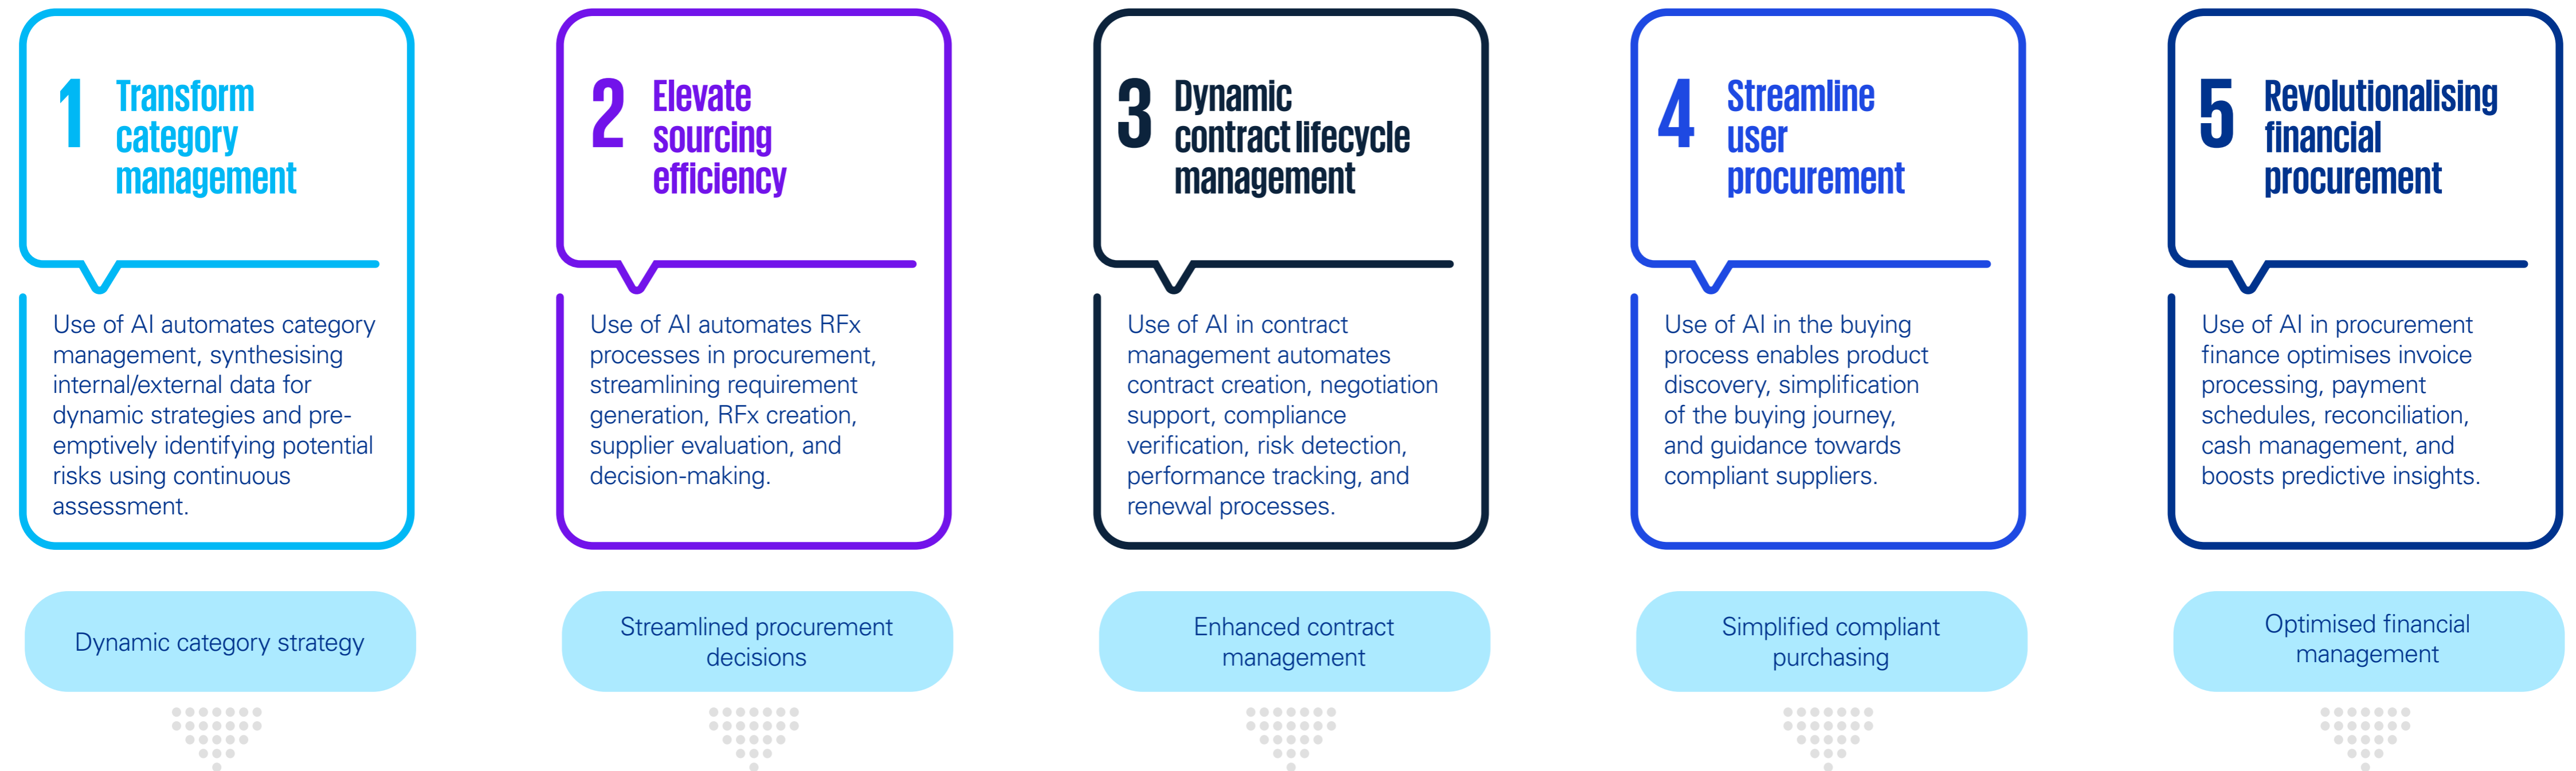 1
Transform
category
management
Use of AI automates category
management, synthesising
internal/external data for
dynamic strategies and pre-
emptively identifying potential
risks using continuous
assessment.
Dynamic category strategy
2
Elevate
sourcing
efficiency
Use of AI automates RFx
processes in procurement,
streamlining requirement
generation, RFx creation,
supplier evaluation, and
decision-making.
Streamlined procurement
decisions
3
Dynamic
contract lifecycle
management
Use of AI in contract
management automates
contract creation, negotiation
support, compliance
verification, risk detection,
performance tracking, and
renewal processes.
Enhanced contract
management
4
Streamline
user
procurement
Use of AI in the buying
process enables product
discovery, simplification
of the buying journey,
and guidance towards
compliant suppliers.
Simplified compliant
purchasing
5
Revolutionalising
financial
procurement
Use of AI in procurement
finance optimises invoice
processing, payment
schedules, reconciliation,
cash management, and
boosts predictive insights.
Optimised financial
management